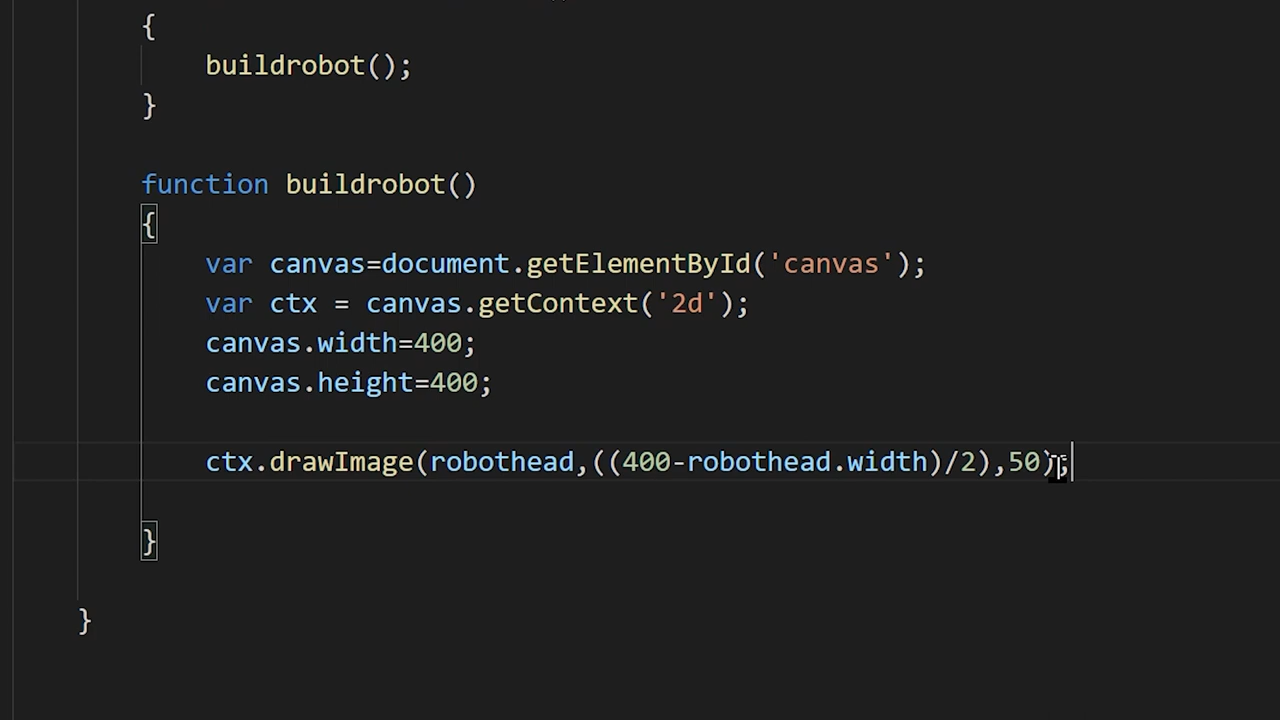 {
buildrobot();
}
function buildrobot()
{
var canvas=document.getElementById('canvas');
var ctx = canvas.getContext('2d');
canvas.width=400;
canvas.height=400;
ctx.drawImage(robothead,((400-robothead.width)/2),50);
}
}